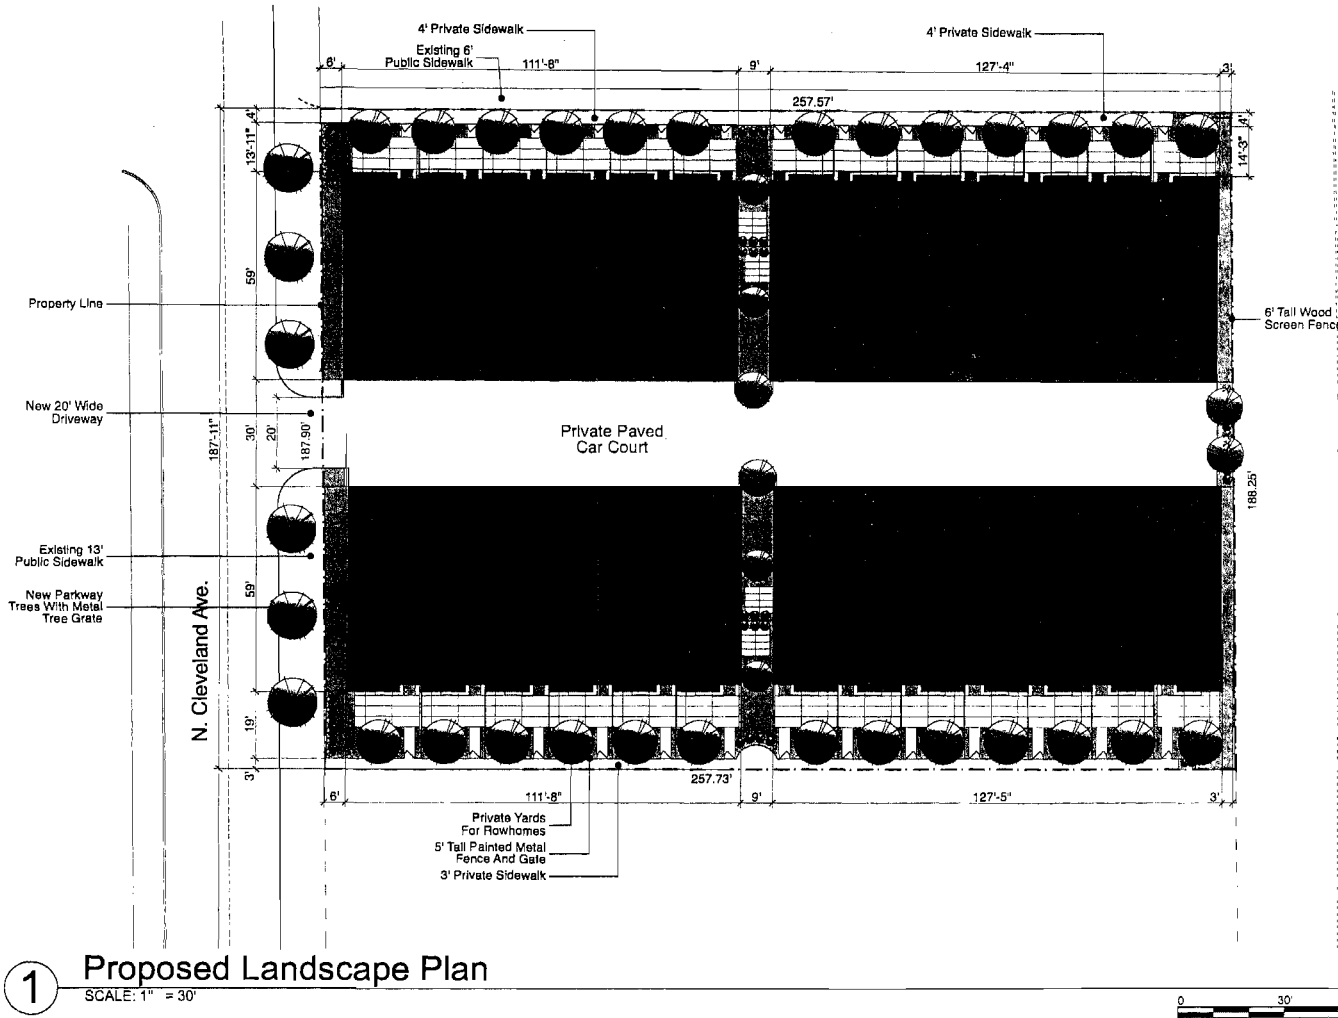 4' Private Sidewalk
4' Private Sidewalk
Existing 6'
Public Sidewalk
6'
111'-8"
9'
127'-4"
3'
257.57'
4'
4'
13'-11"
14'-3"
59'
Property Line
6' Tall Wood
Screen Fence
New 20' Wide
Driveway
187'-11"
30'
20'
187.90'
Private Paved
Car Court
188.25'
Existing 13'
Public Sidewalk
59'
New Parkway
Trees With Metal
Tree Grate
N. Cleveland Ave.
19'
3'
257.73'
6'
111'-8"
9'
127'-5"
3'
Private Yards
For Rowhomes
5' Tall Painted Metal
Fence And Gate
3' Private Sidewalk
1
Proposed Landscape Plan
SCALE: 1" = 30'
0
30'